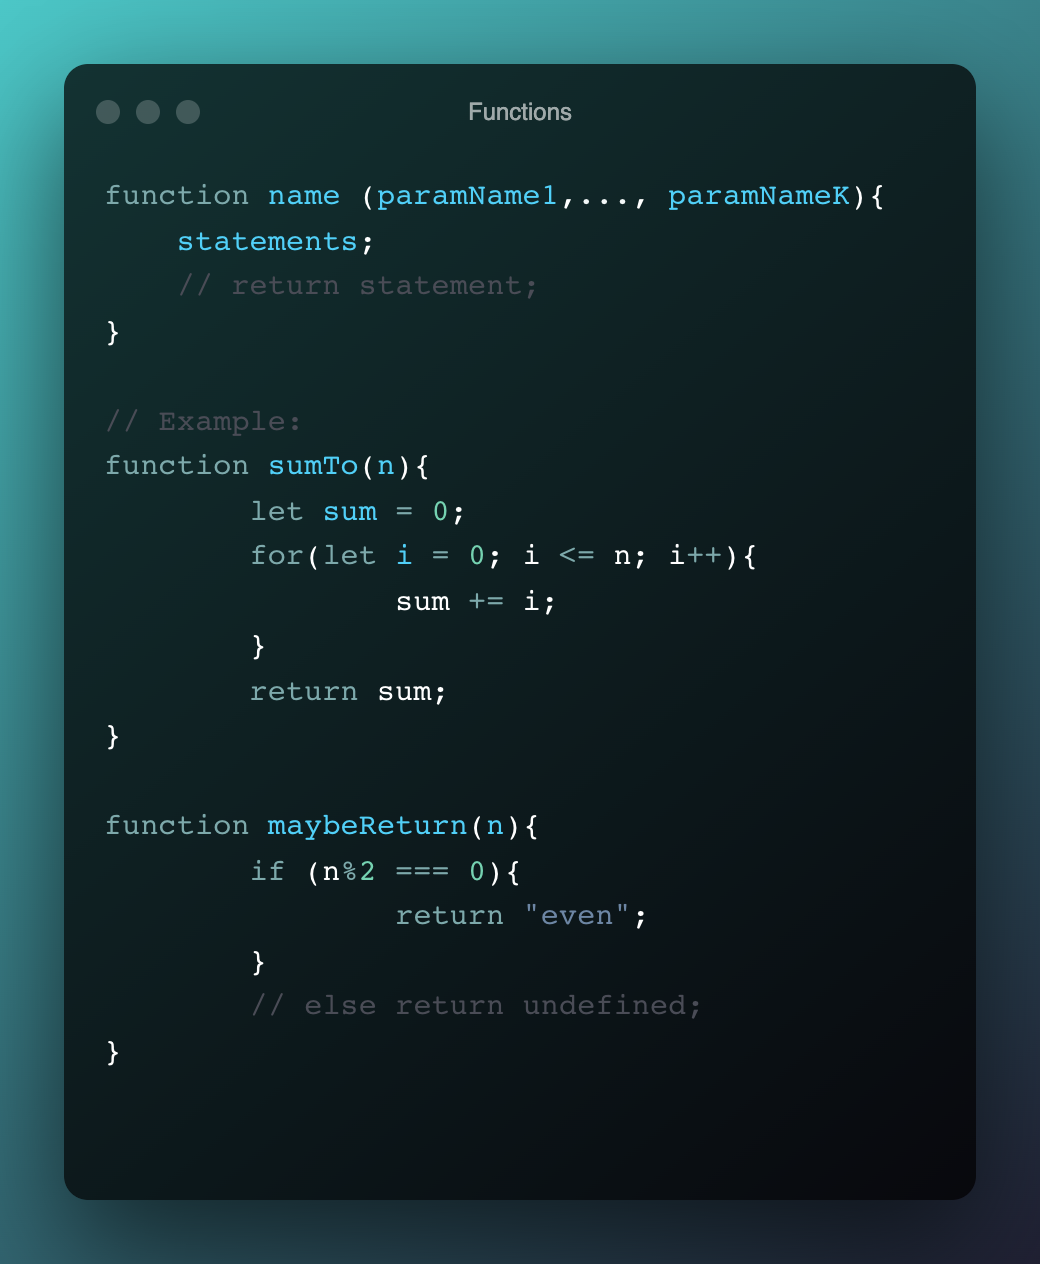 Functions
function name (paramName1,..., paramNameK){
    statements;
    // return statement;
}

// Example:
function sumTo(n){
        let sum = 0;
        for(let i = 0; i <= n; i++){
                sum += i;
        }
        return sum;
}

function maybeReturn(n){
        if (n%2 === 0){
                return "even";
        }
        // else return undefined;
}